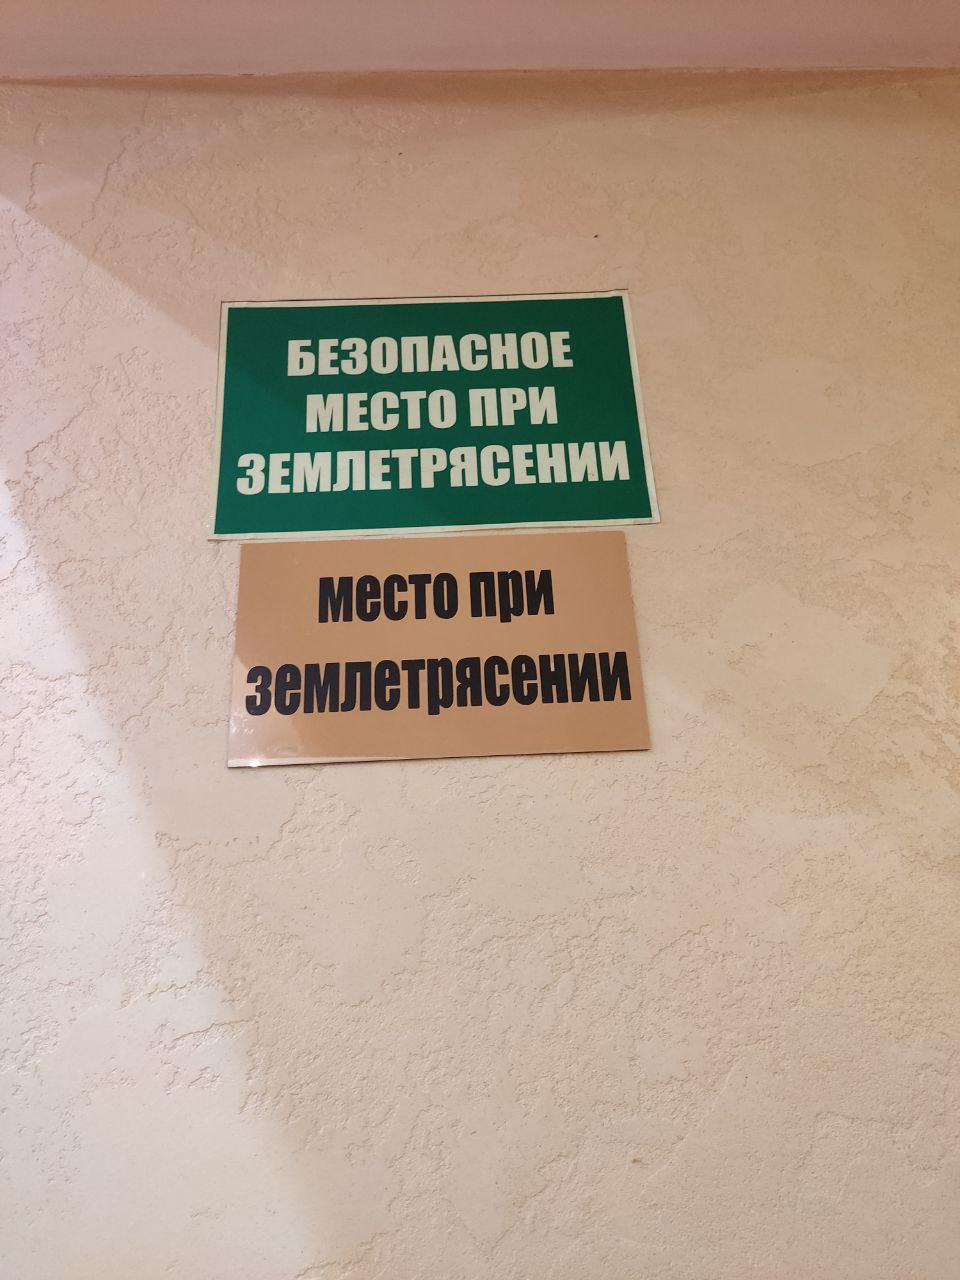 БЕЗОПАСНОЕ
МЕСТО ПРИ
ЗЕМЛЕТРЯСЕНИИ
место при
землетрясении